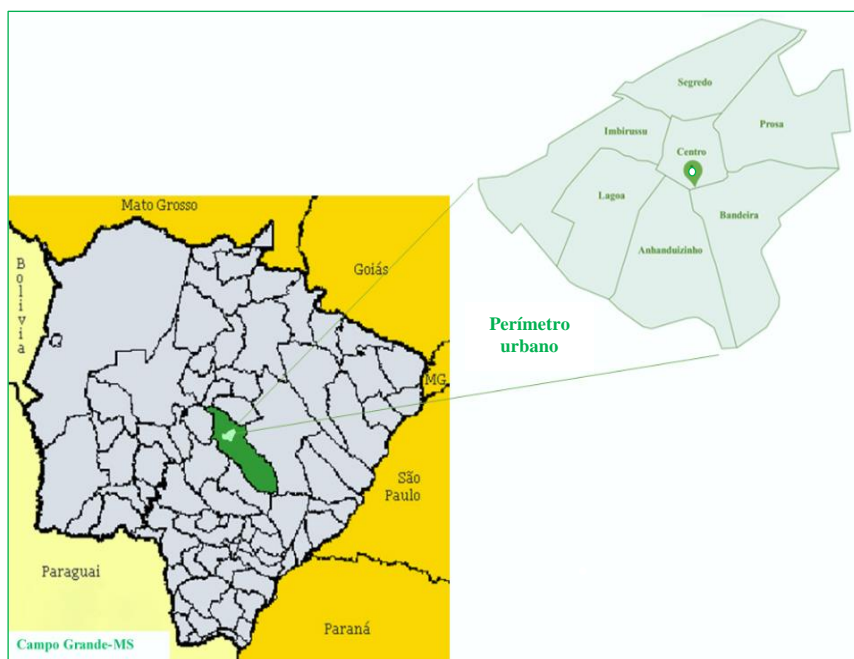 Segredo
Prosa
Imbirussu
Centro
Lagoa
Bandeira
Anhanduizinho
Perímetro
urbano
Mato Grosso
Goiás
B
o
l
i
v
i
a
MG
São
Paulo
Paraguai
Paraná
Campo Grande-MS